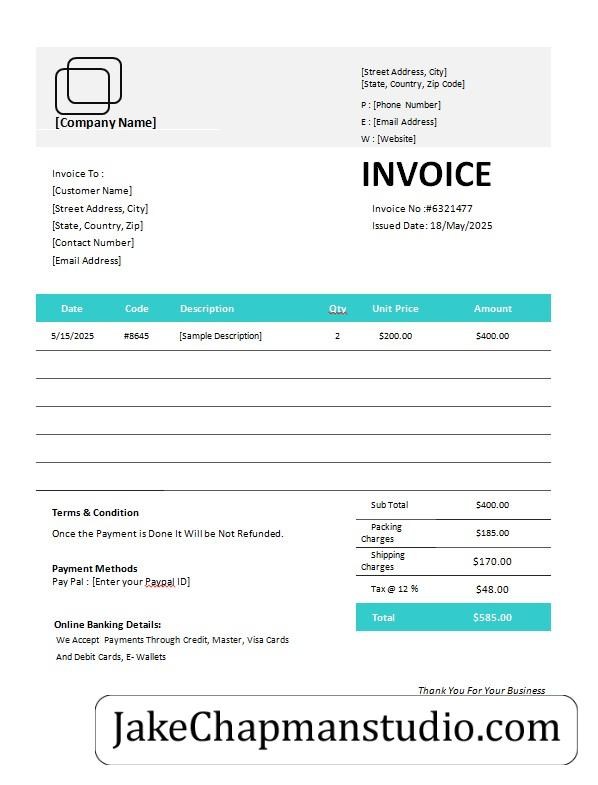 [Company Name]
[Street Address, City]
[State, Country, Zip Code]
P : [Phone Number]
E : [Email Address]
W : [Website]
INVOICE
Invoice No :#6321477
Issued Date: 18/May/2025
Invoice To :
[Customer Name]
[Street Address, City]
[State, Country, Zip]
[Contact Number]
[Email Address]
Date Code Description Qty Unit Price Amount
5/15/2025 #8645 [Sample Description] 2 $200.00 $400.00
Sub Total $400.00
Packing
Charges $185.00
Shipping
Charges $170.00
Tax @ 12 % $48.00
Total $585.00
Terms & Condition
Once the Payment is Done It Will be Not Refunded.
Payment Methods
Pay Pal : [Enter your Paypal ID]
Online Banking Details:
We Accept Payments Through Credit, Master, Visa Cards
And Debit Cards, E- Wallets
Thank You For Your Business
JakeChapmanstudio.com